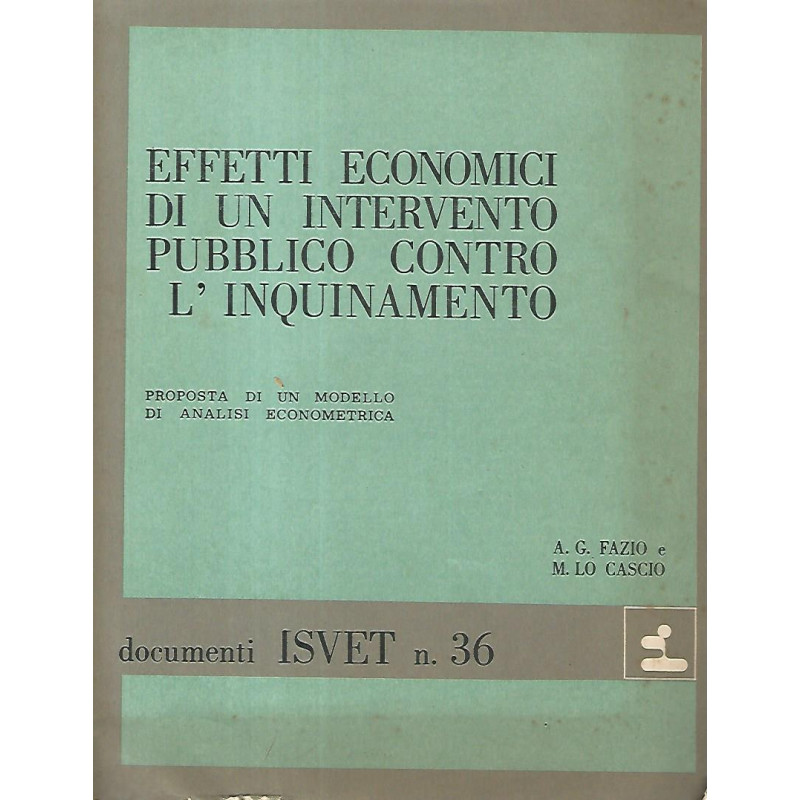 EFFETTI ECONOMICI
DI UN INTERVENTO
PUBBLICO CONTRO
L'INQUINAMENTO
PROPOSTA DI UN MODELLO
DI ANALISI ECONOMETRICA
A. G. FAZIO e
M. LO CASCIO
documenti ISVET n. 36